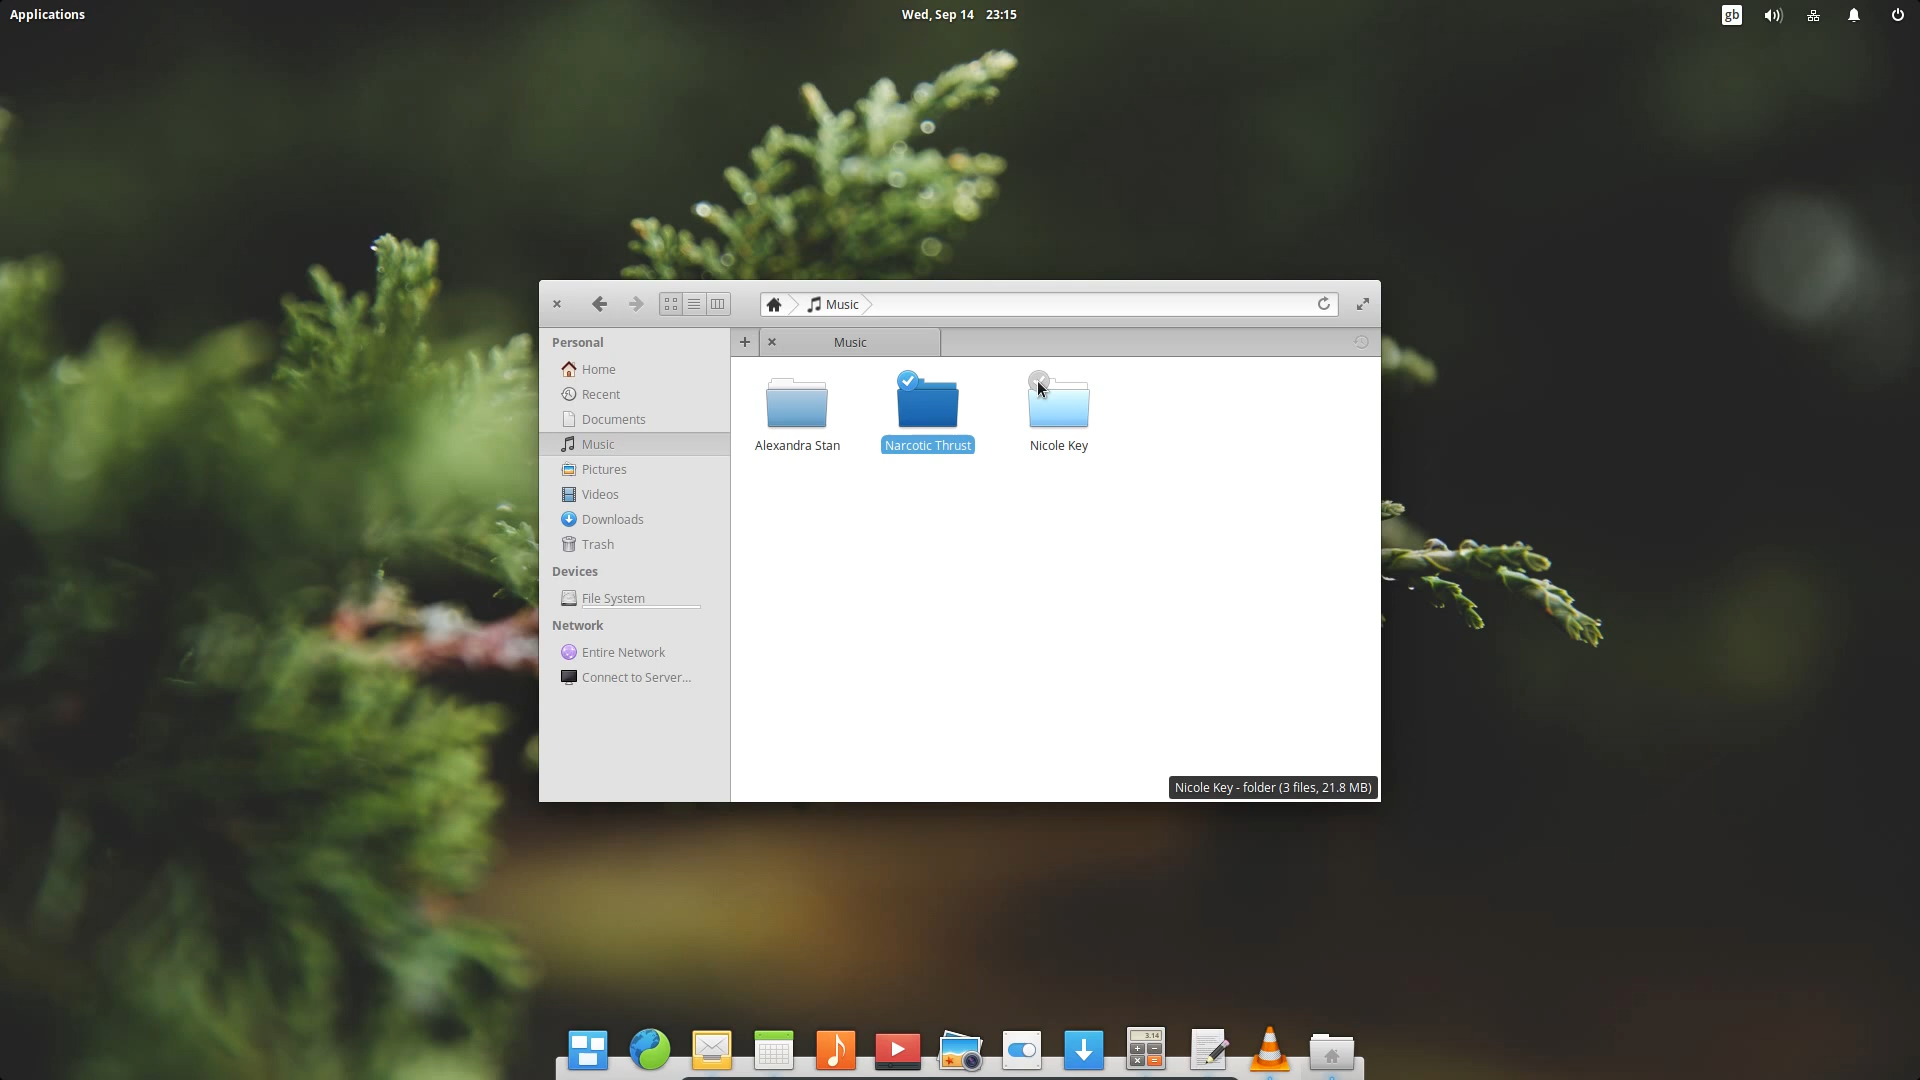 Applications
Wed, Sep 14 23:15
gb
Music
Personal
Home
Recent
Documents
Music
Pictures
Videos
Downloads
Trash
Devices
File System
Network
Entire Network
Connect to Server...
Music
Alexandra Stan
Narcotic Thrust
Nicole Key
Nicole Key - folder (3 files, 21.8 MB)
3.14